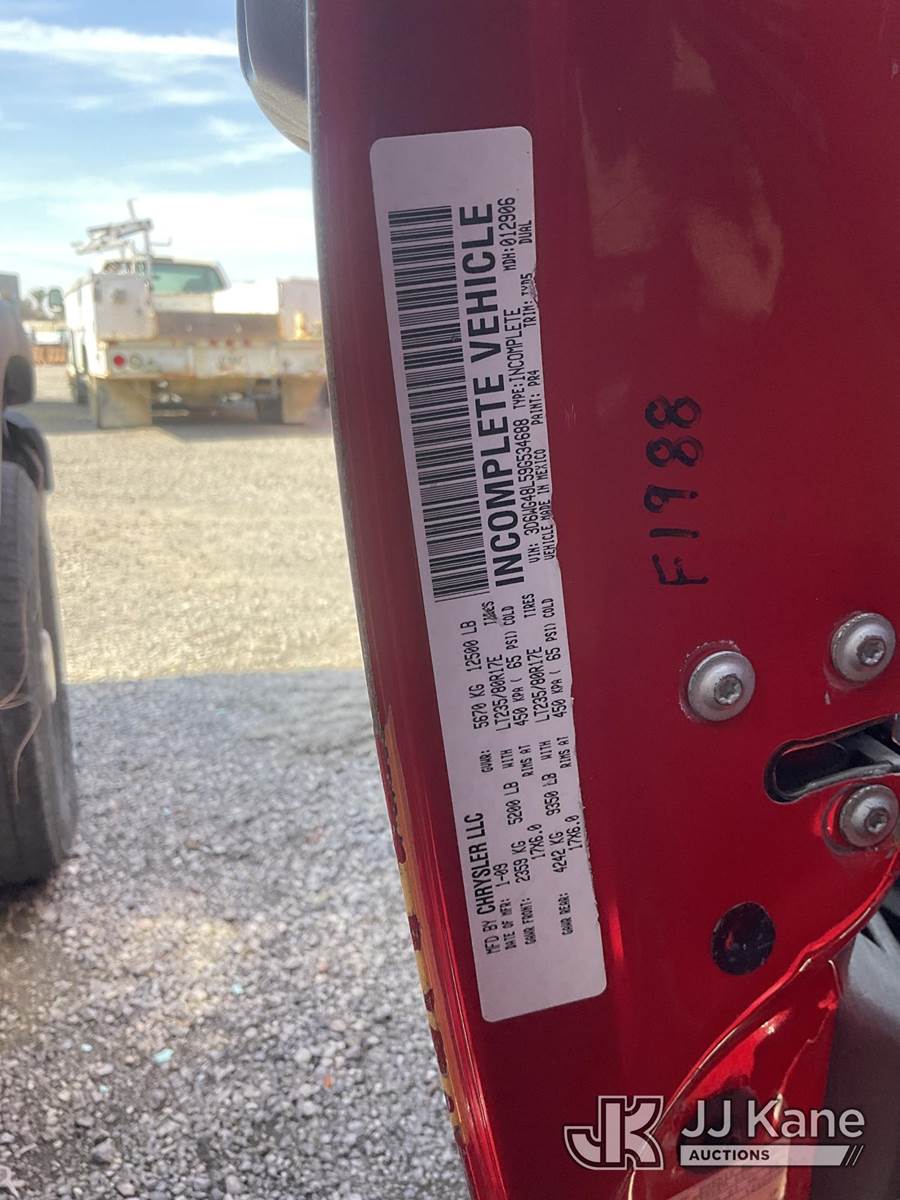 MFD BY CHRYSLER LLC
DATE OF MFR: 1-09 GVWR: 5670 KG 12500 LB
GAWR FRONT: 2359 KG 5200 LB WITH TIRES LT235/80R17E
17X6.0 RIMS AT 450 KPA ( 65 PSI) COLD
GAWR REAR: 4242 KG 9350 LB WITH TIRES LT235/80R17E
17X6.0 RIMS AT 450 KPA ( 65 PSI) COLD
INCOMPLETE VEHICLE
VIN: 3D6WG48L59G534688 TYPE: INCOMPLETE MDH: 012906
VEHICLE MADE IN MEXICO PAINT: PR4 TRIM: DUAL
F1988
JK JJ Kane
AUCTIONS